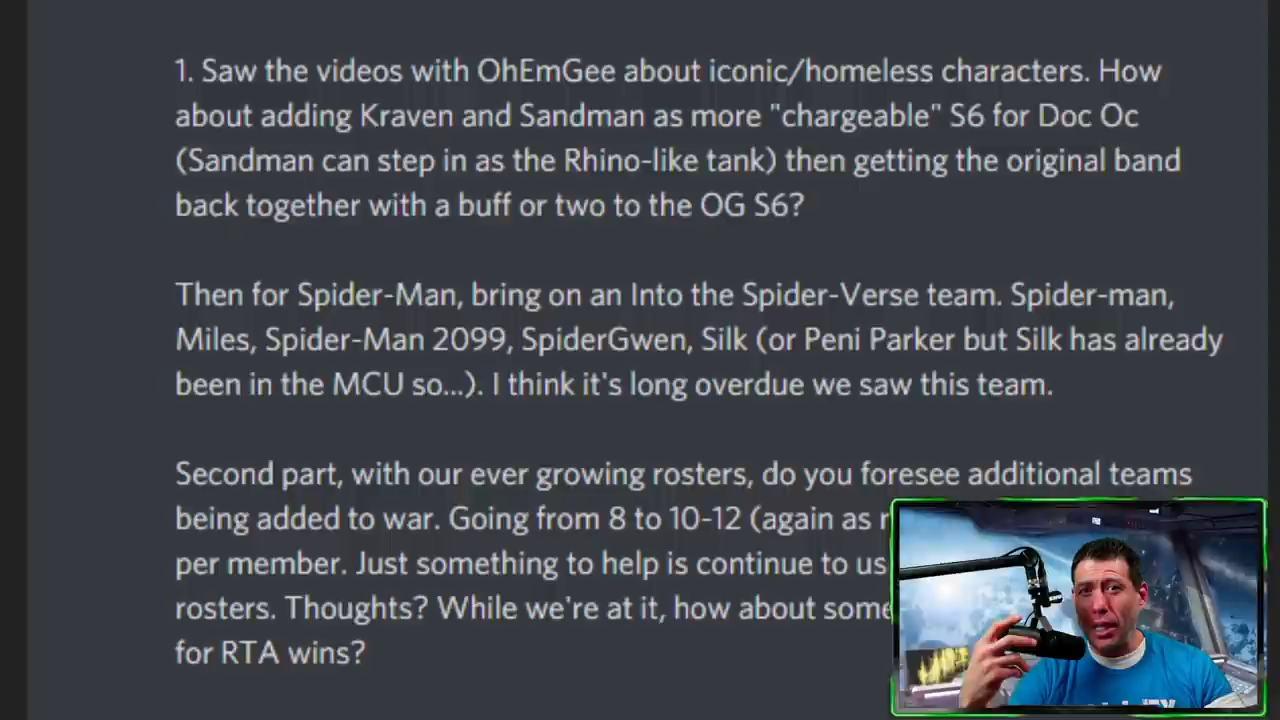 1. Saw the videos with OhEmGee about iconic/homeless characters. How
about adding Kraven and Sandman as more "chargeable" S6 for Doc Oc
(Sandman can step in as the Rhino-like tank) then getting the original band
back together with a buff or two to the OG S6?
Then for Spider-Man, bring on an Into the Spider-Verse team. Spider-man,
Miles, Spider-Man 2099, SpiderGwen, Silk (or Peni Parker but Silk has already
been in the MCU so...). I think it's long overdue we saw this team.
Second part, with our ever growing rosters, do you foresee additional teams
being added to war. Going from 8 to 10-12 (again as
per member. Just something to help is continue to us
rosters. Thoughts? While we're at it, how about some
for RTA wins?